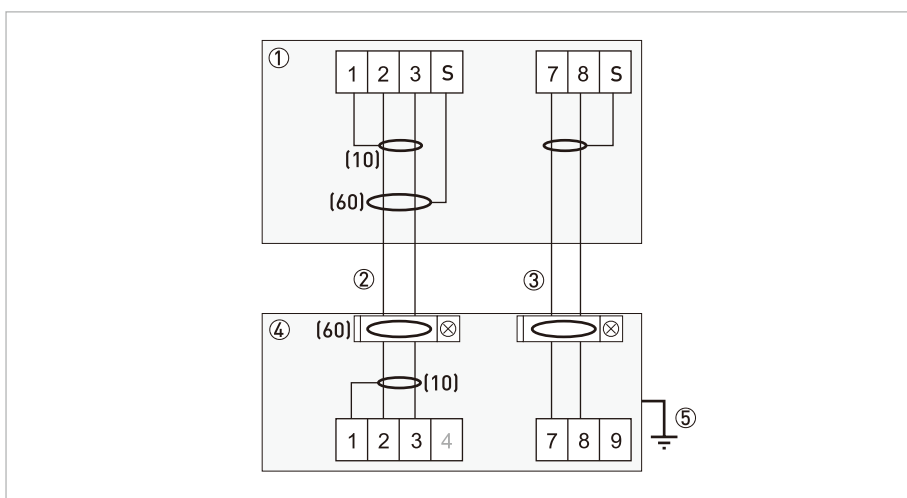 ①
1 2 3 S
7 8 S
(10)
(60)
②
③
④
(60)
(10)
⑤
1 2 3 4
7 8 9